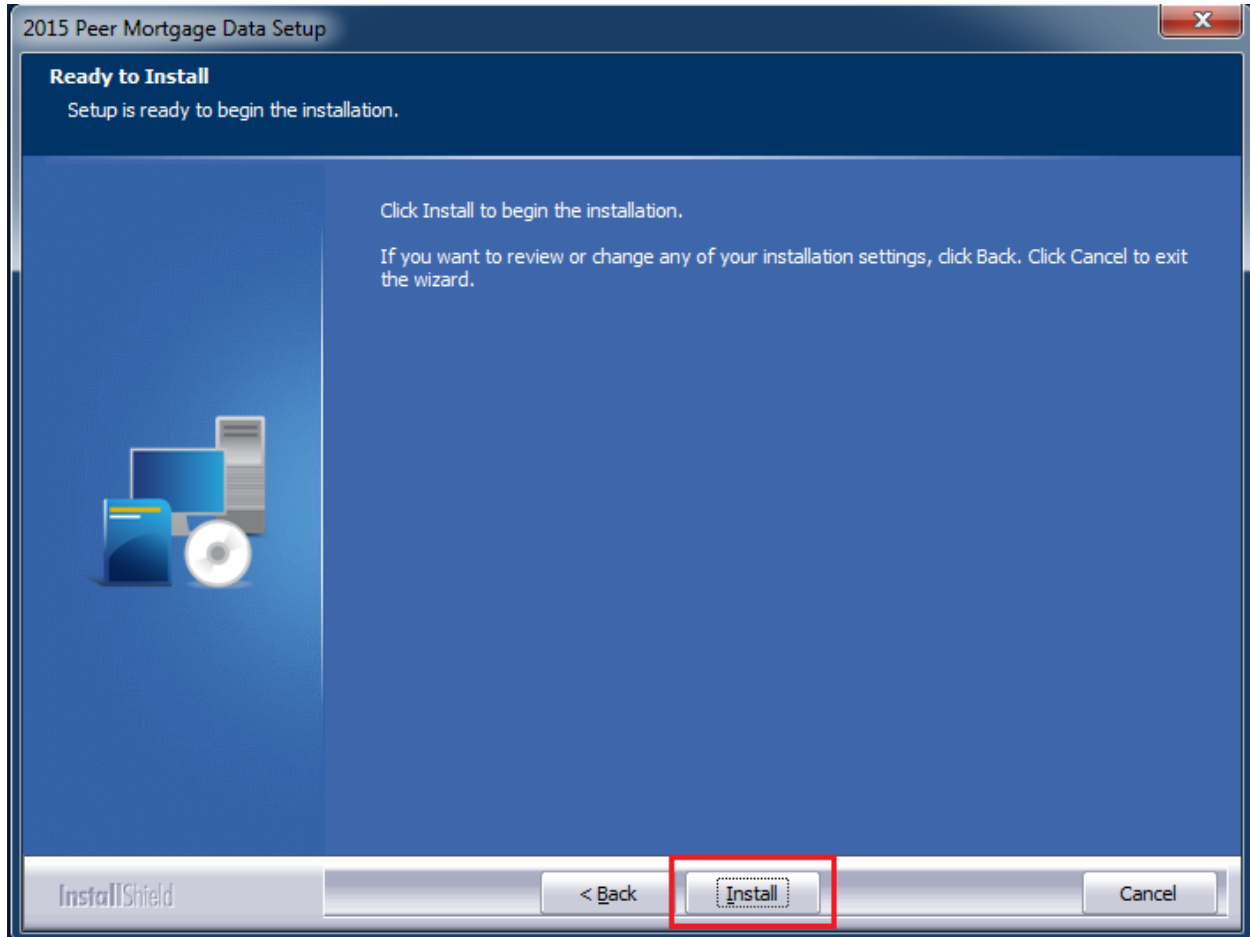 2015 Peer Mortgage Data Setup
X
Ready to Install
Setup is ready to begin the installation.
Click Install to begin the installation.
If you want to review or change any of your installation settings, click Back. Click Cancel to exit
the wizard.
InstallShield
< Back
Install
Cancel